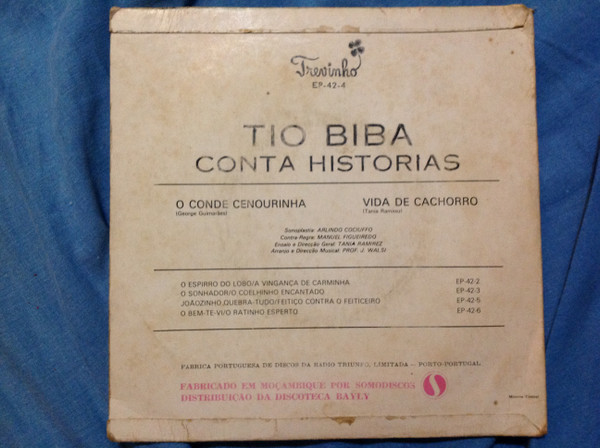 Trevinho
EP-42-4
TIO BIBA
CONTA HISTORIAS
O CONDE CENOURINHA
(George Guimarães)
VIDA DE CACHORRO
(Tania Ramirez)
Sonoplastia: ARLINDO COCIUFFO
Contra-Regra: MANUEL FIGUEIREDO
Ensaio e Direcção Geral: TANIA RAMIREZ
Arranjo e Direcção Musical: PROF. J. WALSI
O ESPIRRO DO LOBO/A VINGANÇA DE CARMINHA EP-42-2
O SONHADOR/O COELHINHO ENCANTADO EP-42-3
JOÃOZINHO,QUEBRA-TUDO/FEITIÇO CONTRA O FEITICEIRO EP-42-5
O BEM-TE-VI/O RATINHO ESPERTO EP-42-6
FABRICA PORTUGUESA DE DISCOS DA RADIO TRIUNFO, LIMITADA — PORTO-PORTUGAL
FABRICADO EM MOÇAMBIQUE POR SOMODISCOS
DISTRIBUIÇÃO DA DISCOTECA BAYLY